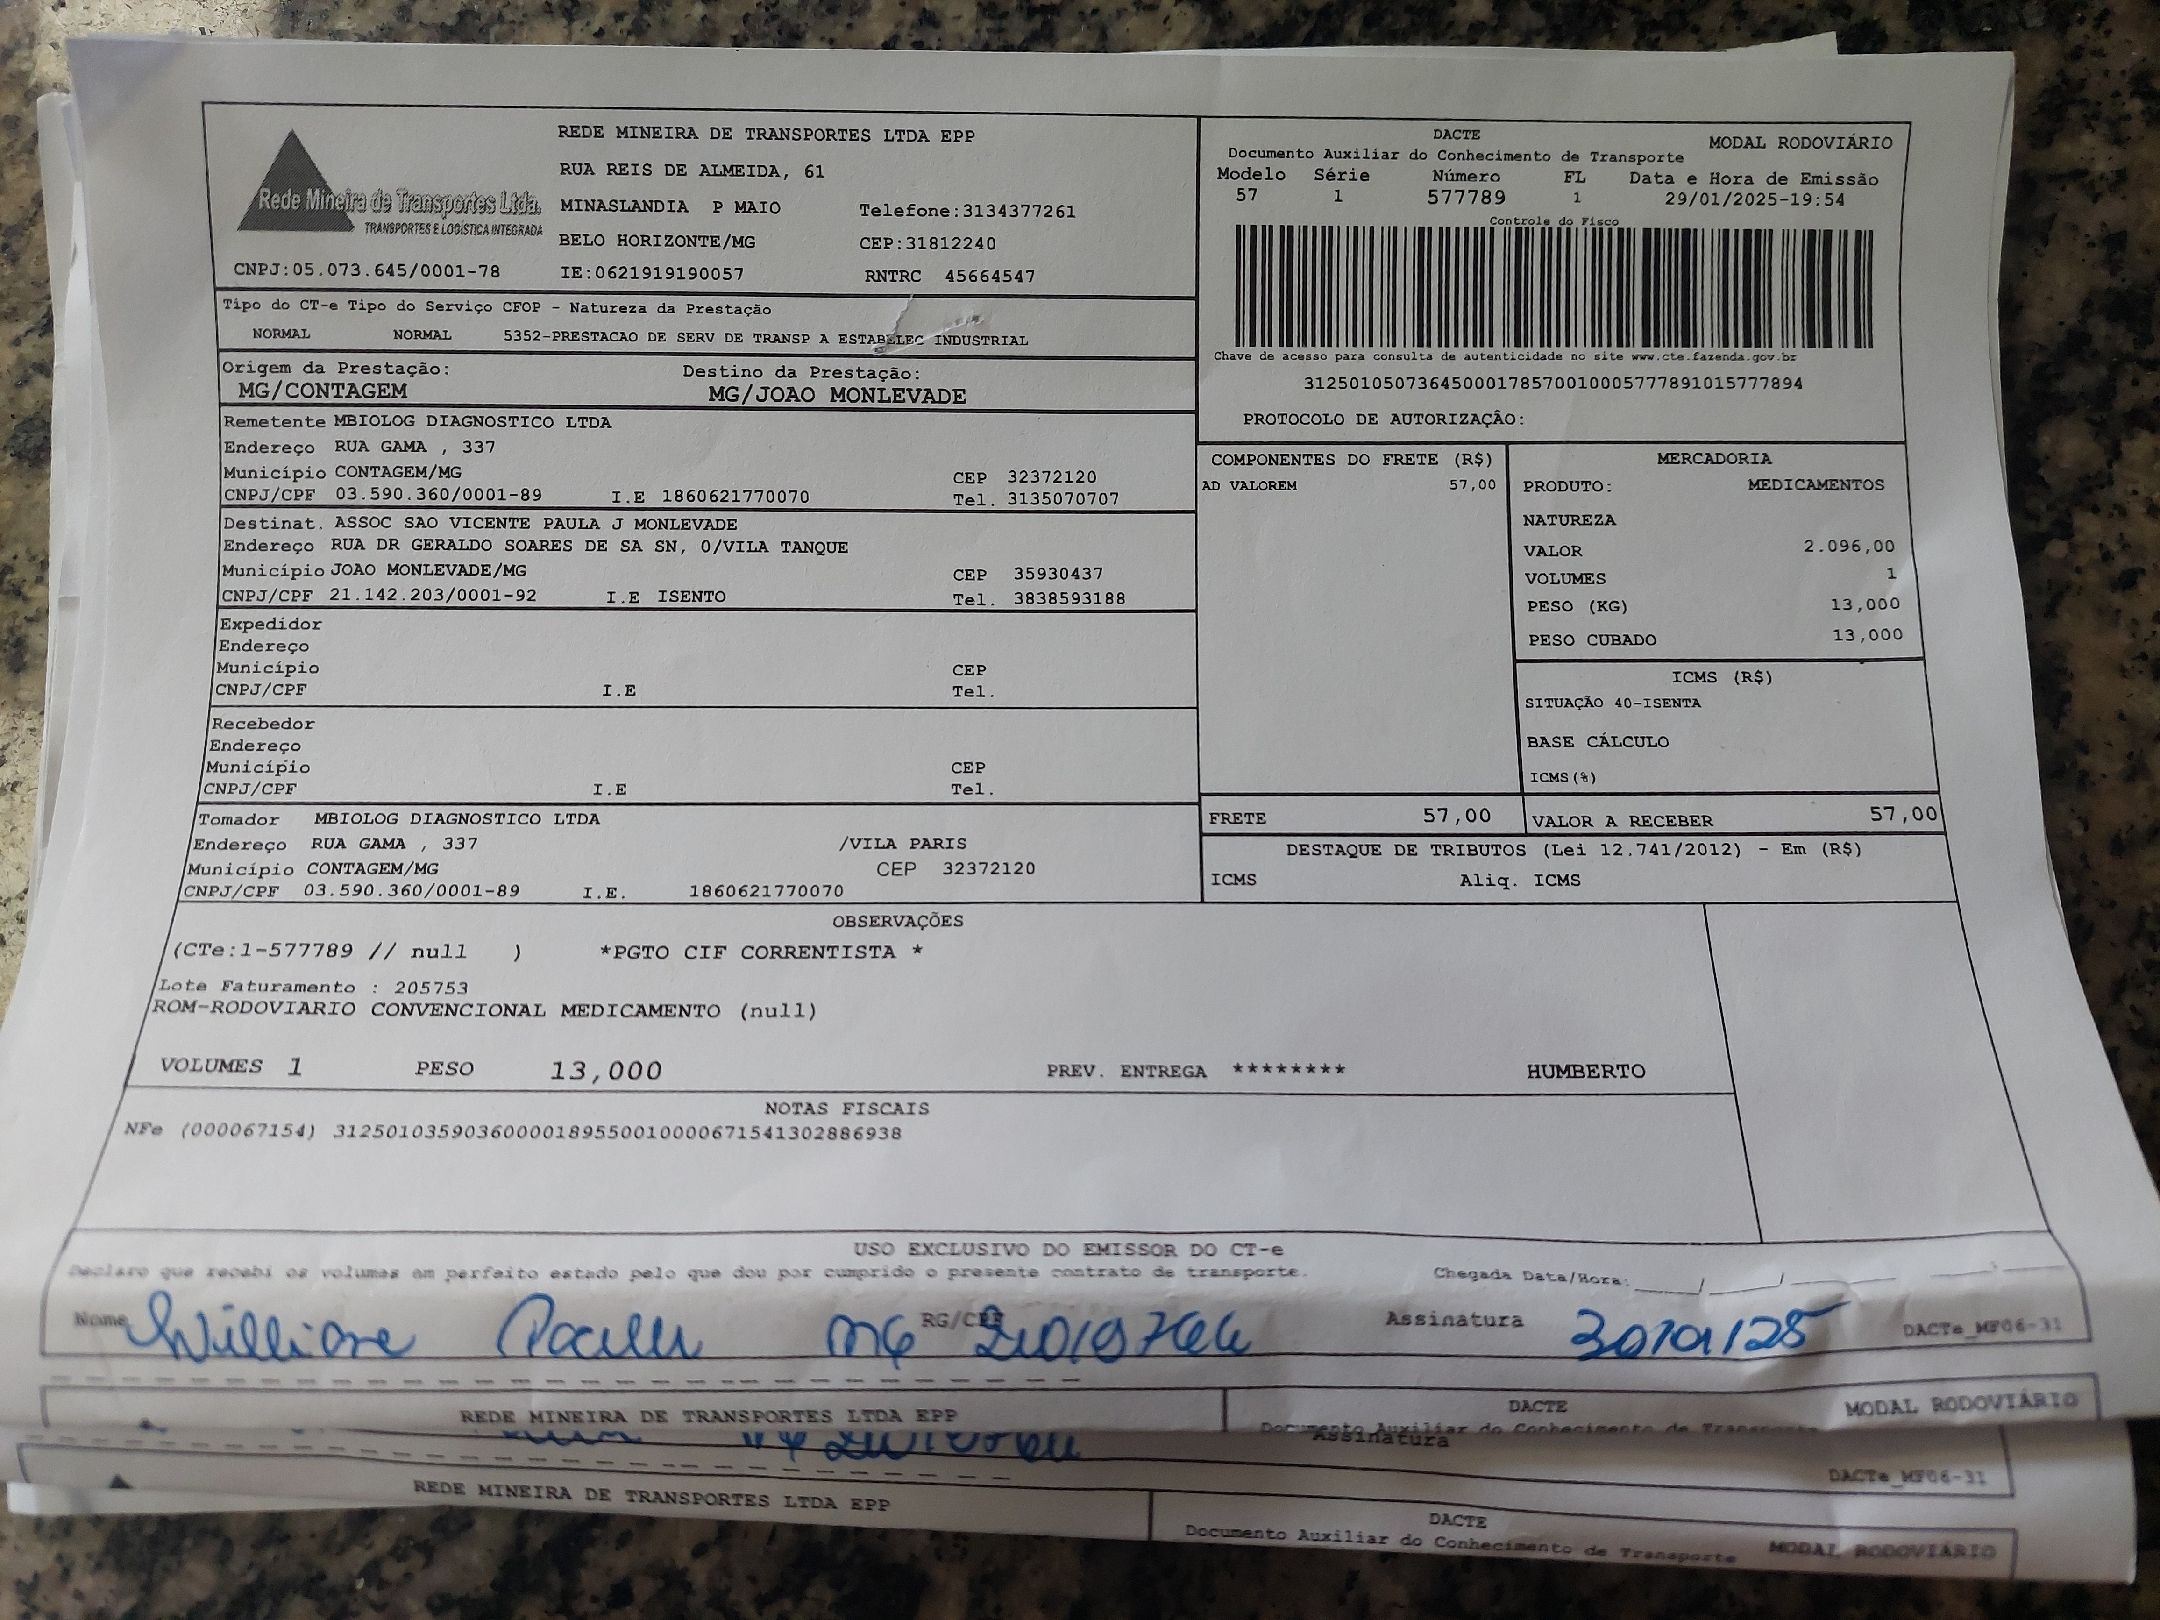 Rede Mineira de Transportes Ltda.
TRANSPORTES E LOGÍSTICA INTEGRADA
CNPJ:05.073.645/0001-78
REDE MINEIRA DE TRANSPORTES LTDA EPP
RUA REIS DE ALMEIDA, 61
MINASLANDIA P MAIO Telefone:3134377261
BELO HORIZONTE/MG CEP:31812240
IE:0621919190057 RNTRC 45664547
DACTE MODAL RODOVIÁRIO
Documento Auxiliar do Conhecimento de Transporte
Modelo Série Número FL Data e Hora de Emissão
57 1 577789 1 29/01/2025-19:54
Controle do Fisco
Chave de acesso para consulta de autenticidade no site www.cte.fazenda.gov.br
31250105073645000178570010005777891015777894
PROTOCOLO DE AUTORIZAÇÃO:
Tipo do CT-e Tipo do Serviço CFOP - Natureza da Prestação
NORMAL NORMAL 5352-PRESTACAO DE SERV DE TRANSP A ESTABELEC INDUSTRIAL
Origem da Prestação: Destino da Prestação:
MG/CONTAGEM MG/JOAO MONLEVADE
Remetente MBIOLOG DIAGNOSTICO LTDA
Endereço RUA GAMA , 337
Município CONTAGEM/MG CEP 32372120
CNPJ/CPF 03.590.360/0001-89 I.E 1860621770070 Tel. 3135070707
Destinat. ASSOC SAO VICENTE PAULA J MONLEVADE
Endereço RUA DR GERALDO SOARES DE SA SN, 0/VILA TANQUE
Município JOAO MONLEVADE/MG CEP 35930437
CNPJ/CPF 21.142.203/0001-92 I.E ISENTO Tel. 3838593188
Expedidor
Endereço
Município CEP
CNPJ/CPF I.E Tel.
Recebedor
Endereço
Município CEP
CNPJ/CPF I.E Tel.
Tomador MBIOLOG DIAGNOSTICO LTDA
Endereço RUA GAMA , 337 /VILA PARIS
Município CONTAGEM/MG CEP 32372120
CNPJ/CPF 03.590.360/0001-89 I.E. 1860621770070
COMPONENTES DO FRETE (R$)
AD VALOREM 57,00
MERCADORIA
PRODUTO: MEDICAMENTOS
NATUREZA
VALOR 2.096,00
VOLUMES 1
PESO (KG) 13,000
PESO CUBADO 13,000
ICMS (R$)
SITUAÇÃO 40-ISENTA
BASE CÁLCULO
ICMS(%)
FRETE 57,00 VALOR A RECEBER 57,00
DESTAQUE DE TRIBUTOS (Lei 12.741/2012) - Em (R$)
ICMS Aliq. ICMS
OBSERVAÇÕES
(CTe:1-577789 // null ) *PGTO CIF CORRENTISTA *
Lote Faturamento : 205753
ROM-RODOVIARIO CONVENCIONAL MEDICAMENTO (null)
VOLUMES 1 PESO 13,000 PREV. ENTREGA ******** HUMBERTO
NOTAS FISCAIS
NFe (000067154) 31250103590360000189550010000671541302886938
USO EXCLUSIVO DO EMISSOR DO CT-e
Declaro que recebi os volumes em perfeito estado pelo que dou por cumprido o presente contrato de transporte. Chegada Data/Hora: __/__/__ __:__
Nome RG/CPF Assinatura 30/01/25 DACTe_MF06-31
REDE MINEIRA DE TRANSPORTES LTDA EPP DACTE MODAL RODOVIÁRIO
Documento Auxiliar do Conhecimento de Transporte
Assinatura
DACTe_MF06-31
REDE MINEIRA DE TRANSPORTES LTDA EPP DACTE
Documento Auxiliar do Conhecimento de Transporte MODAL RODOVIÁRIO